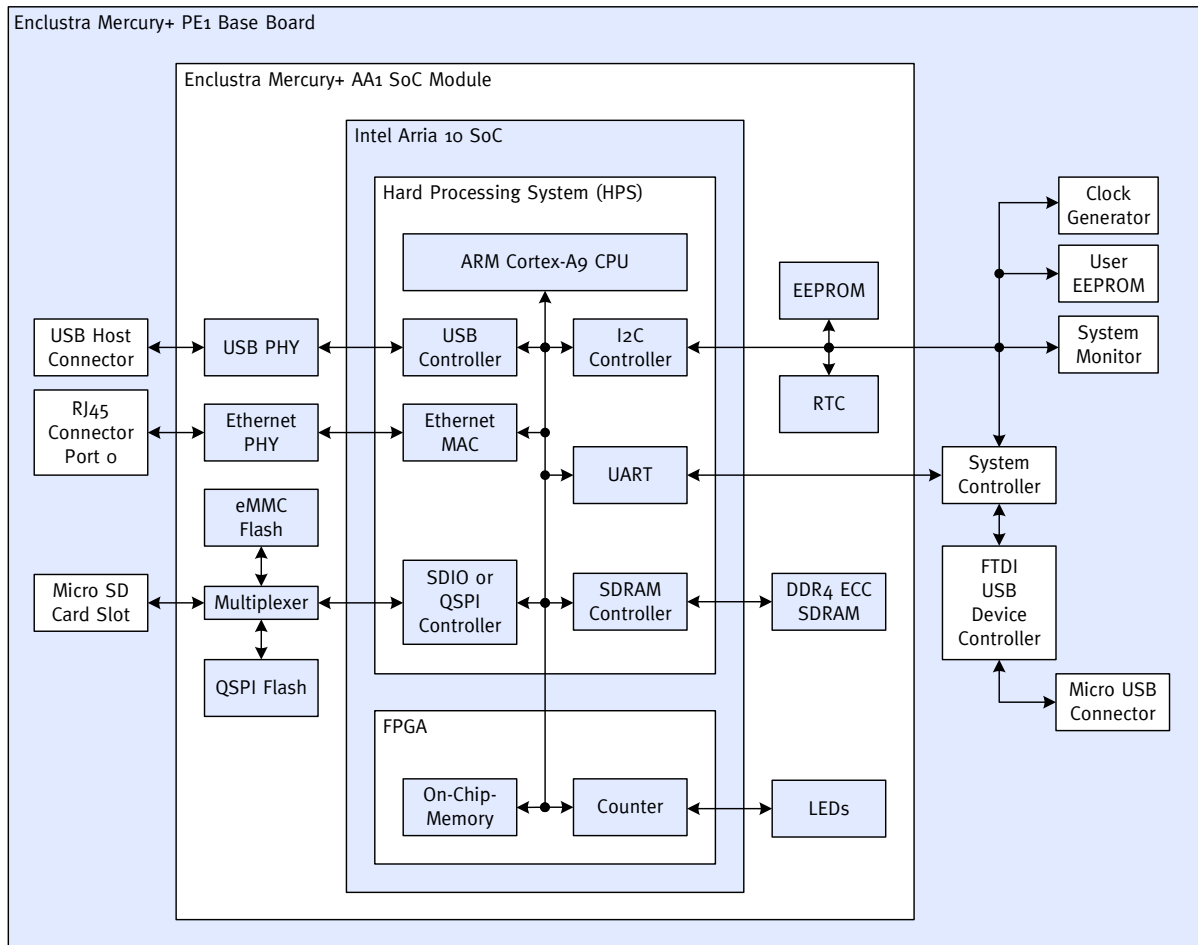 Enclustra Mercury+ PE1 Base Board
Enclustra Mercury+ AA1 SoC Module
Intel Arria 10 SoC
Hard Processing System (HPS)
ARM Cortex-A9 CPU
Clock
Generator
User
EEPROM
EEPROM
USB Host
Connector
USB PHY
USB
Controller
I2C
Controller
System
Monitor
RTC
RJ45
Connector
Port 0
Ethernet
PHY
Ethernet
MAC
UART
System
Controller
eMMC
Flash
Micro SD
Card Slot
Multiplexer
SDIO or
QSPI
Controller
SDRAM
Controller
DDR4 ECC
SDRAM
FTDI
USB
Device
Controller
QSPI Flash
Micro USB
Connector
FPGA
On-Chip-
Memory
Counter
LEDs